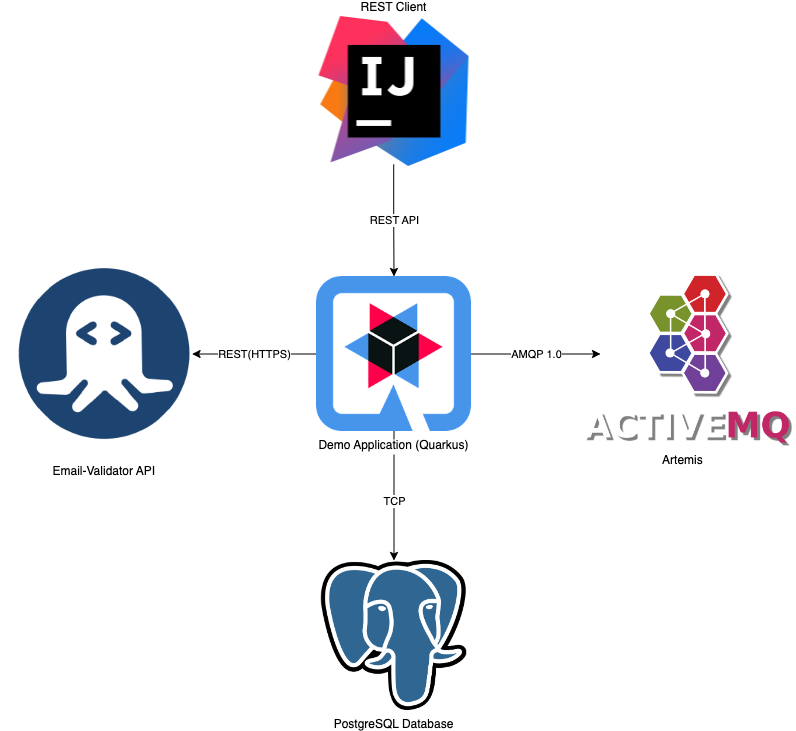 REST Client
IJ
REST API
REST(HTTPS)
AMQP 1.0
ACTIVEMQ
Demo Application (Quarkus)
Artemis
Email-Validator API
TCP
PostgreSQL Database